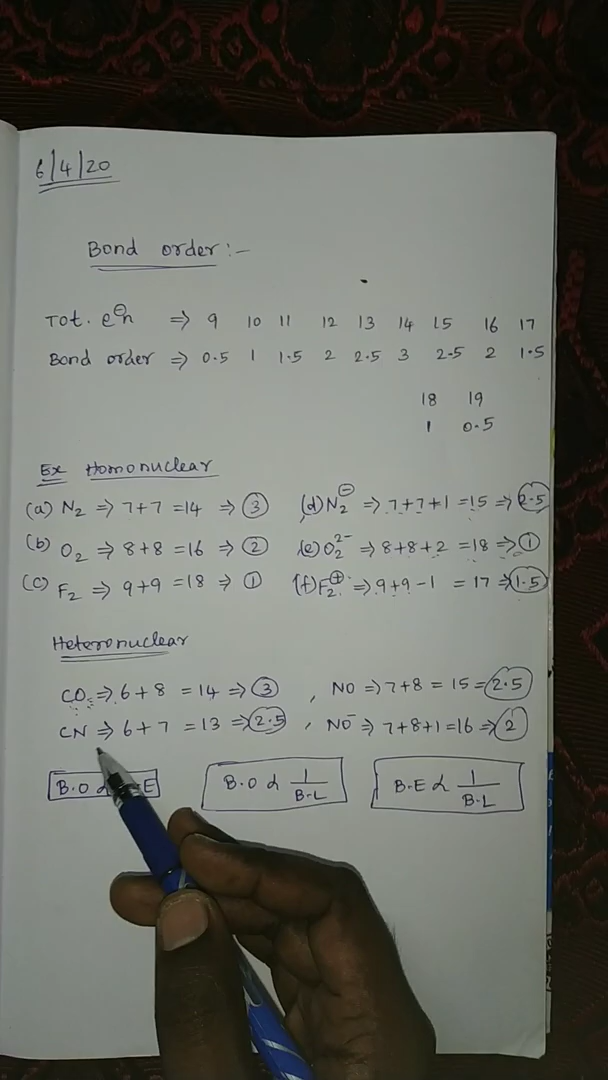 6/4/20
Bond order :-
Tot. e⊖n ⇒ 9 10 11 12 13 14 15 16 17
Bond order ⇒ 0.5 1 1.5 2 2.5 3 2.5 2 1.5
18 19
1 0.5
Ex Homonuclear
(a) N₂ ⇒ 7+7 =14 ⇒ ③ (d) N₂⊖ ⇒ 7+7+1 =15 ⇒ 2.5
(b) O₂ ⇒ 8+8 =16 ⇒ ② (e) O₂²⁻ ⇒ 8+8+2 =18 ⇒ ①
(c) F₂ ⇒ 9+9 =18 ⇒ ① (f) F₂⊕ ⇒ 9+9-1 = 17 ⇒ 1.5
Heteronuclear
CO ⇒ 6+8 =14 ⇒ ③ , NO ⇒ 7+8 = 15 = 2.5
CN ⇒ 6+7 =13 ⇒ 2.5 , NO⁻ ⇒ 7+8+1=16 ⇒ 2
B.O ∝ E B.O ∝ 1/B.L B.E ∝ 1/B.L